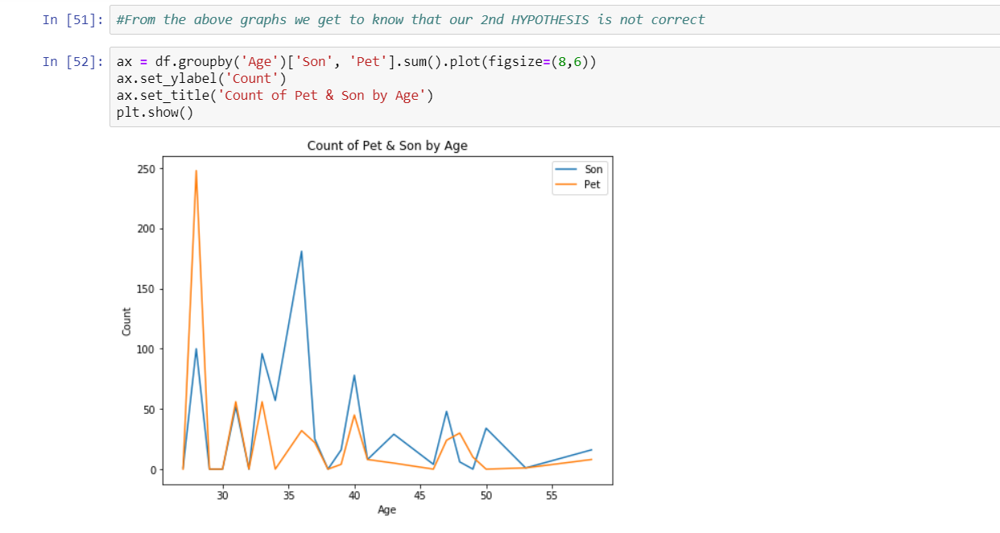 In [51]: #From the above graphs we get to know that our 2nd HYPOTHESIS is not correct
In [52]: ax = df.groupby('Age')['Son', 'Pet'].sum().plot(figsize=(8,6))
ax.set_ylabel('Count')
ax.set_title('Count of Pet & Son by Age')
plt.show()
Count of Pet & Son by Age
Son
Pet
250
200
150
100
50
0
Count
30 35 40 45 50 55
Age